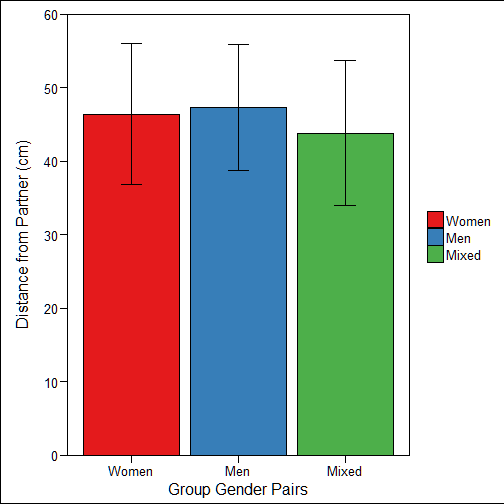 60
50
40
30
20
10
0
Distance from Partner (cm)
Women
Men
Mixed
Group Gender Pairs
Women
Men
Mixed